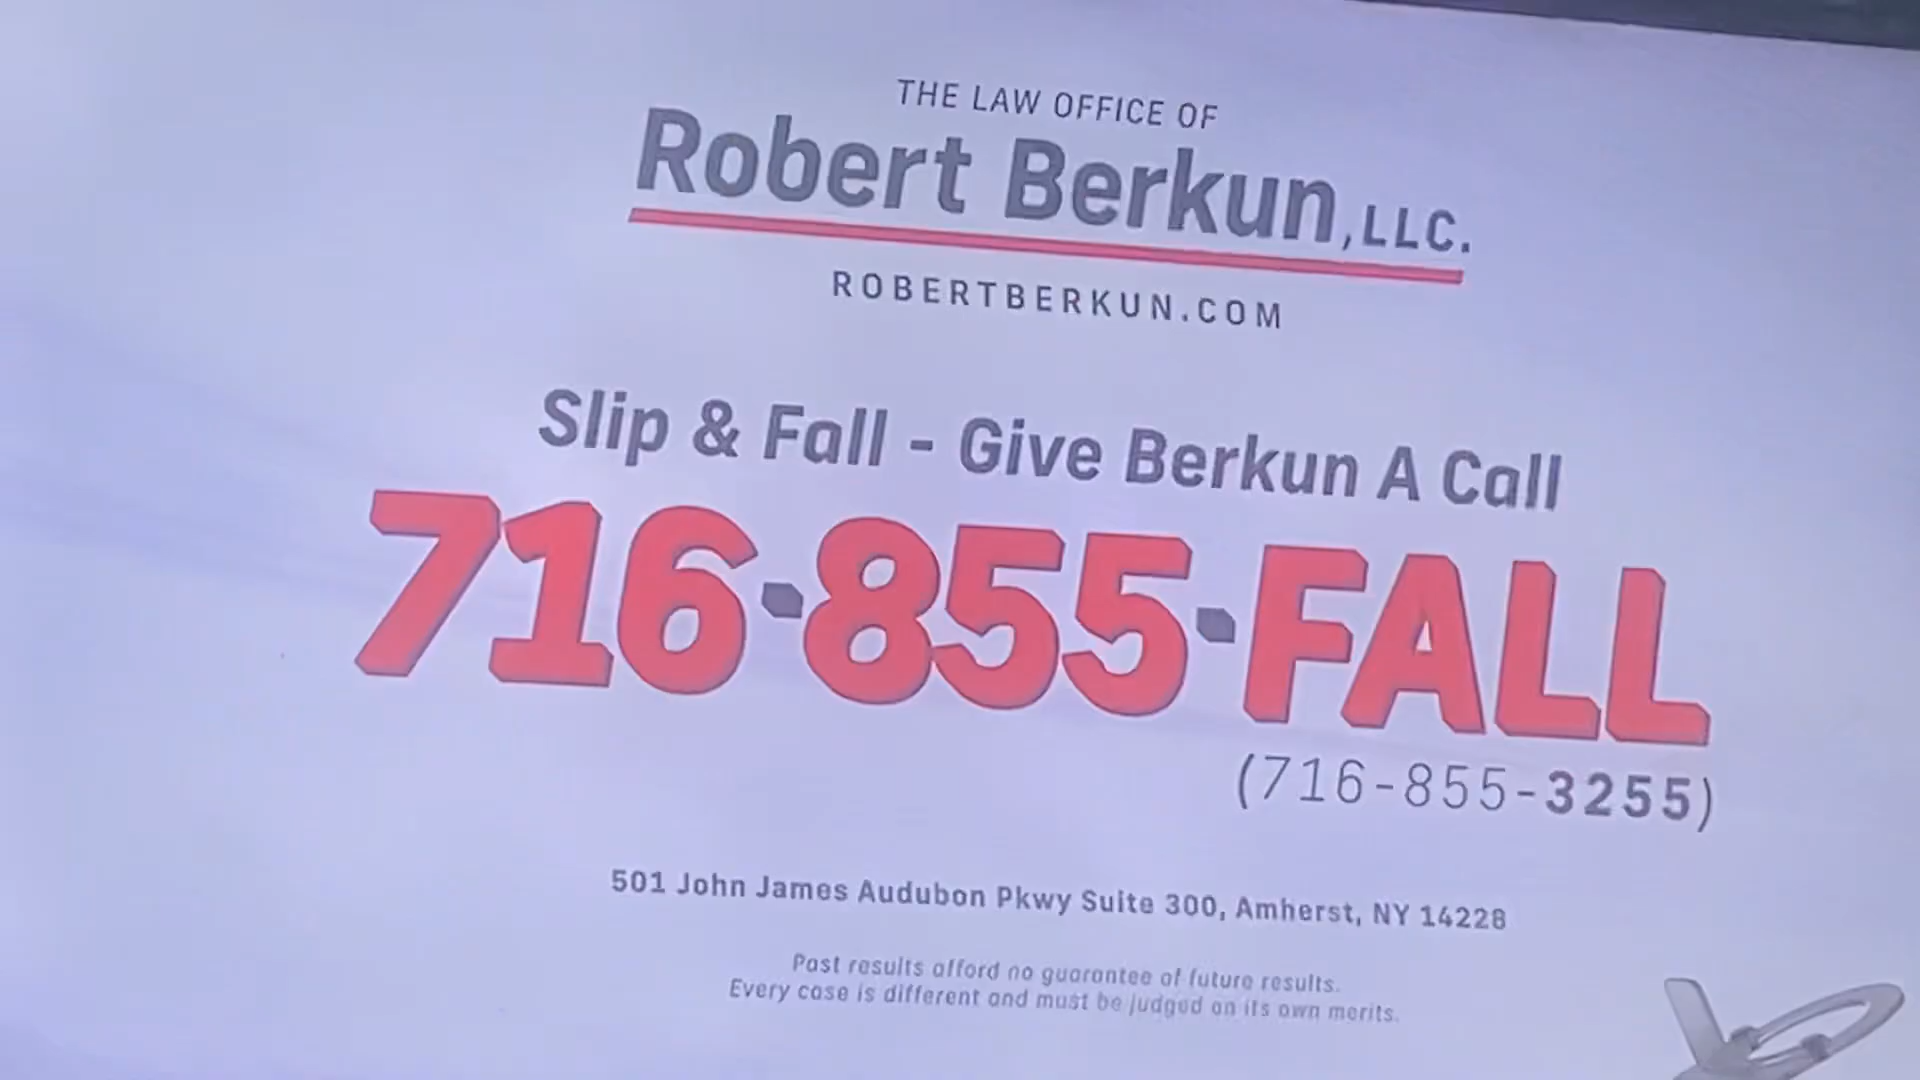 THE LAW OFFICE OF
Robert Berkun, LLC.
ROBERTBERKUN.COM
Slip & Fall - Give Berkun A Call
716-855-FALL
(716-855-3255)
501 John James Audubon Pkwy Suite 300, Amherst, NY 14228
Past results afford no guarantee of future results.
Every case is different and must be judged on its own merits.